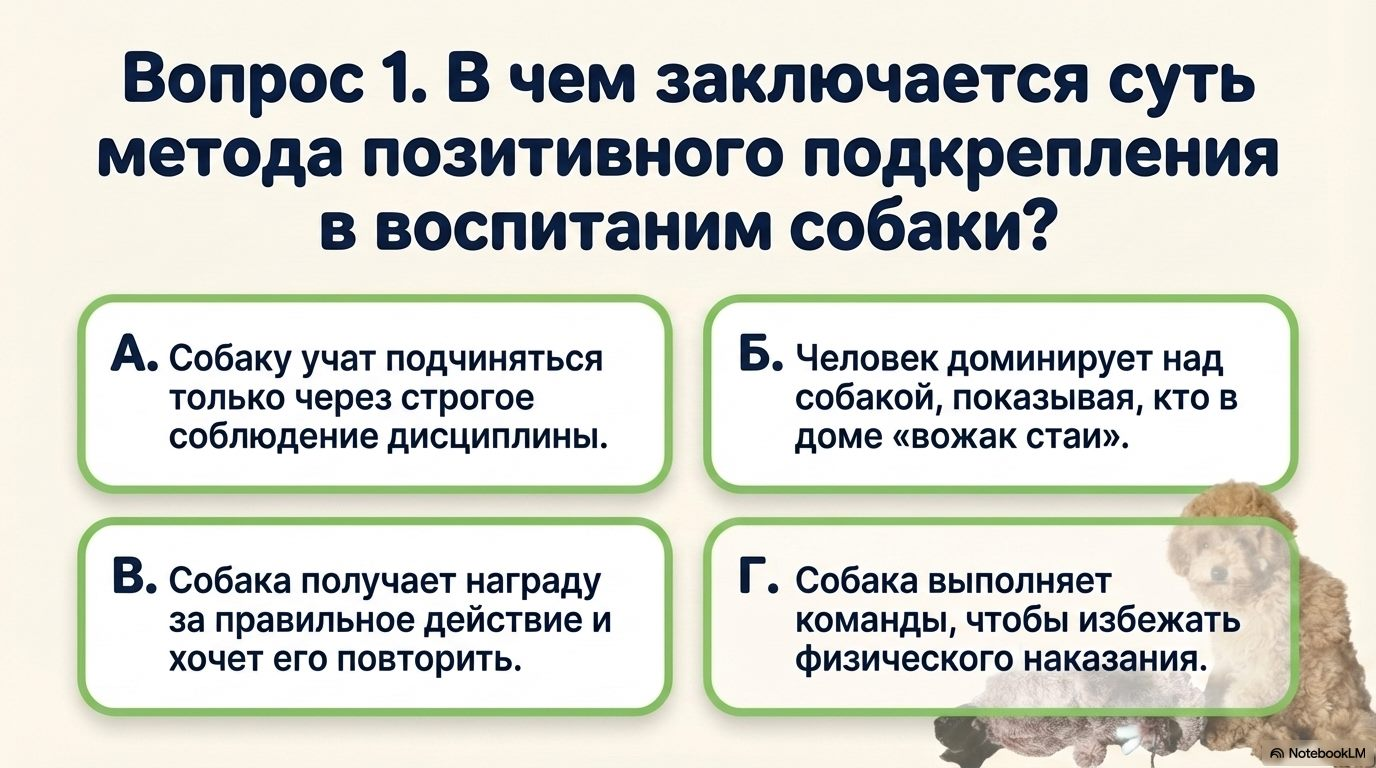 Вопрос 1. В чем заключается суть
метода позитивного подкрепления
в воспитаним собаки?
А. Собаку учат подчиняться
только через строгое
соблюдение дисциплины.
Б. Человек доминирует над
собакой, показывая, кто в
доме «вожак стаи».
В. Собака получает награду
за правильное действие и
хочет его повторить.
Г. Собака выполняет
команды, чтобы избежать
физического наказания.
NotebookLM